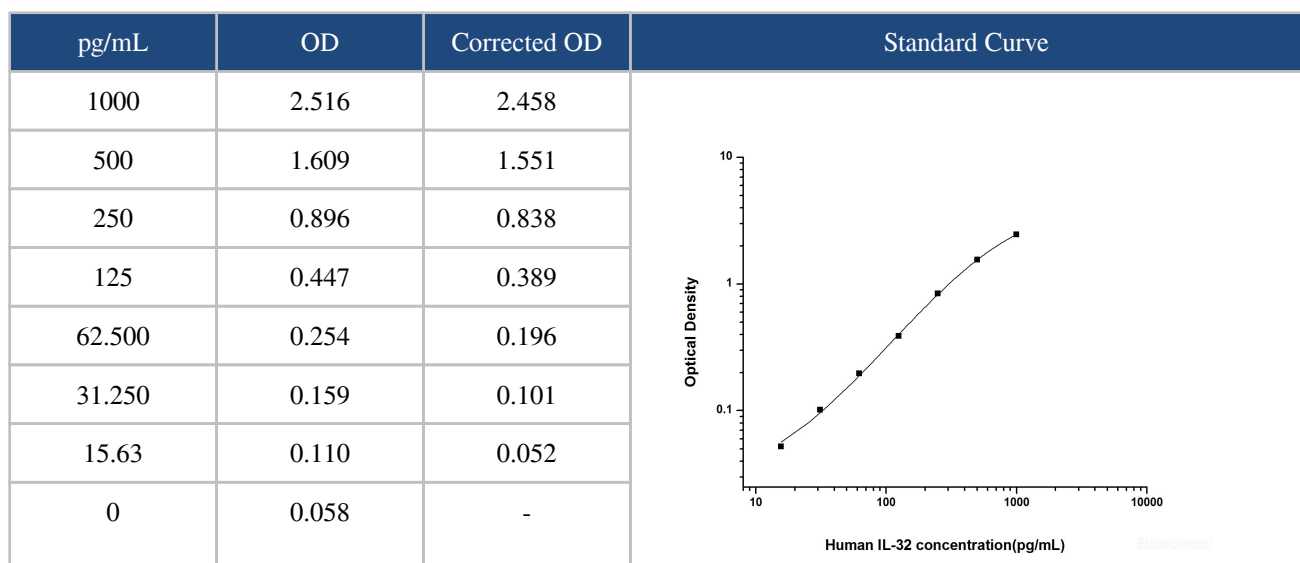 pg/mL OD Corrected OD Standard Curve
1000 2.516 2.458
500 1.609 1.551
250 0.896 0.838
125 0.447 0.389
62.500 0.254 0.196
31.250 0.159 0.101
15.63 0.110 0.052
0 0.058 -
10
1
0.1
Optical Density
10 100 1000 10000
Human IL-32 concentration(pg/mL)
Elabscience®